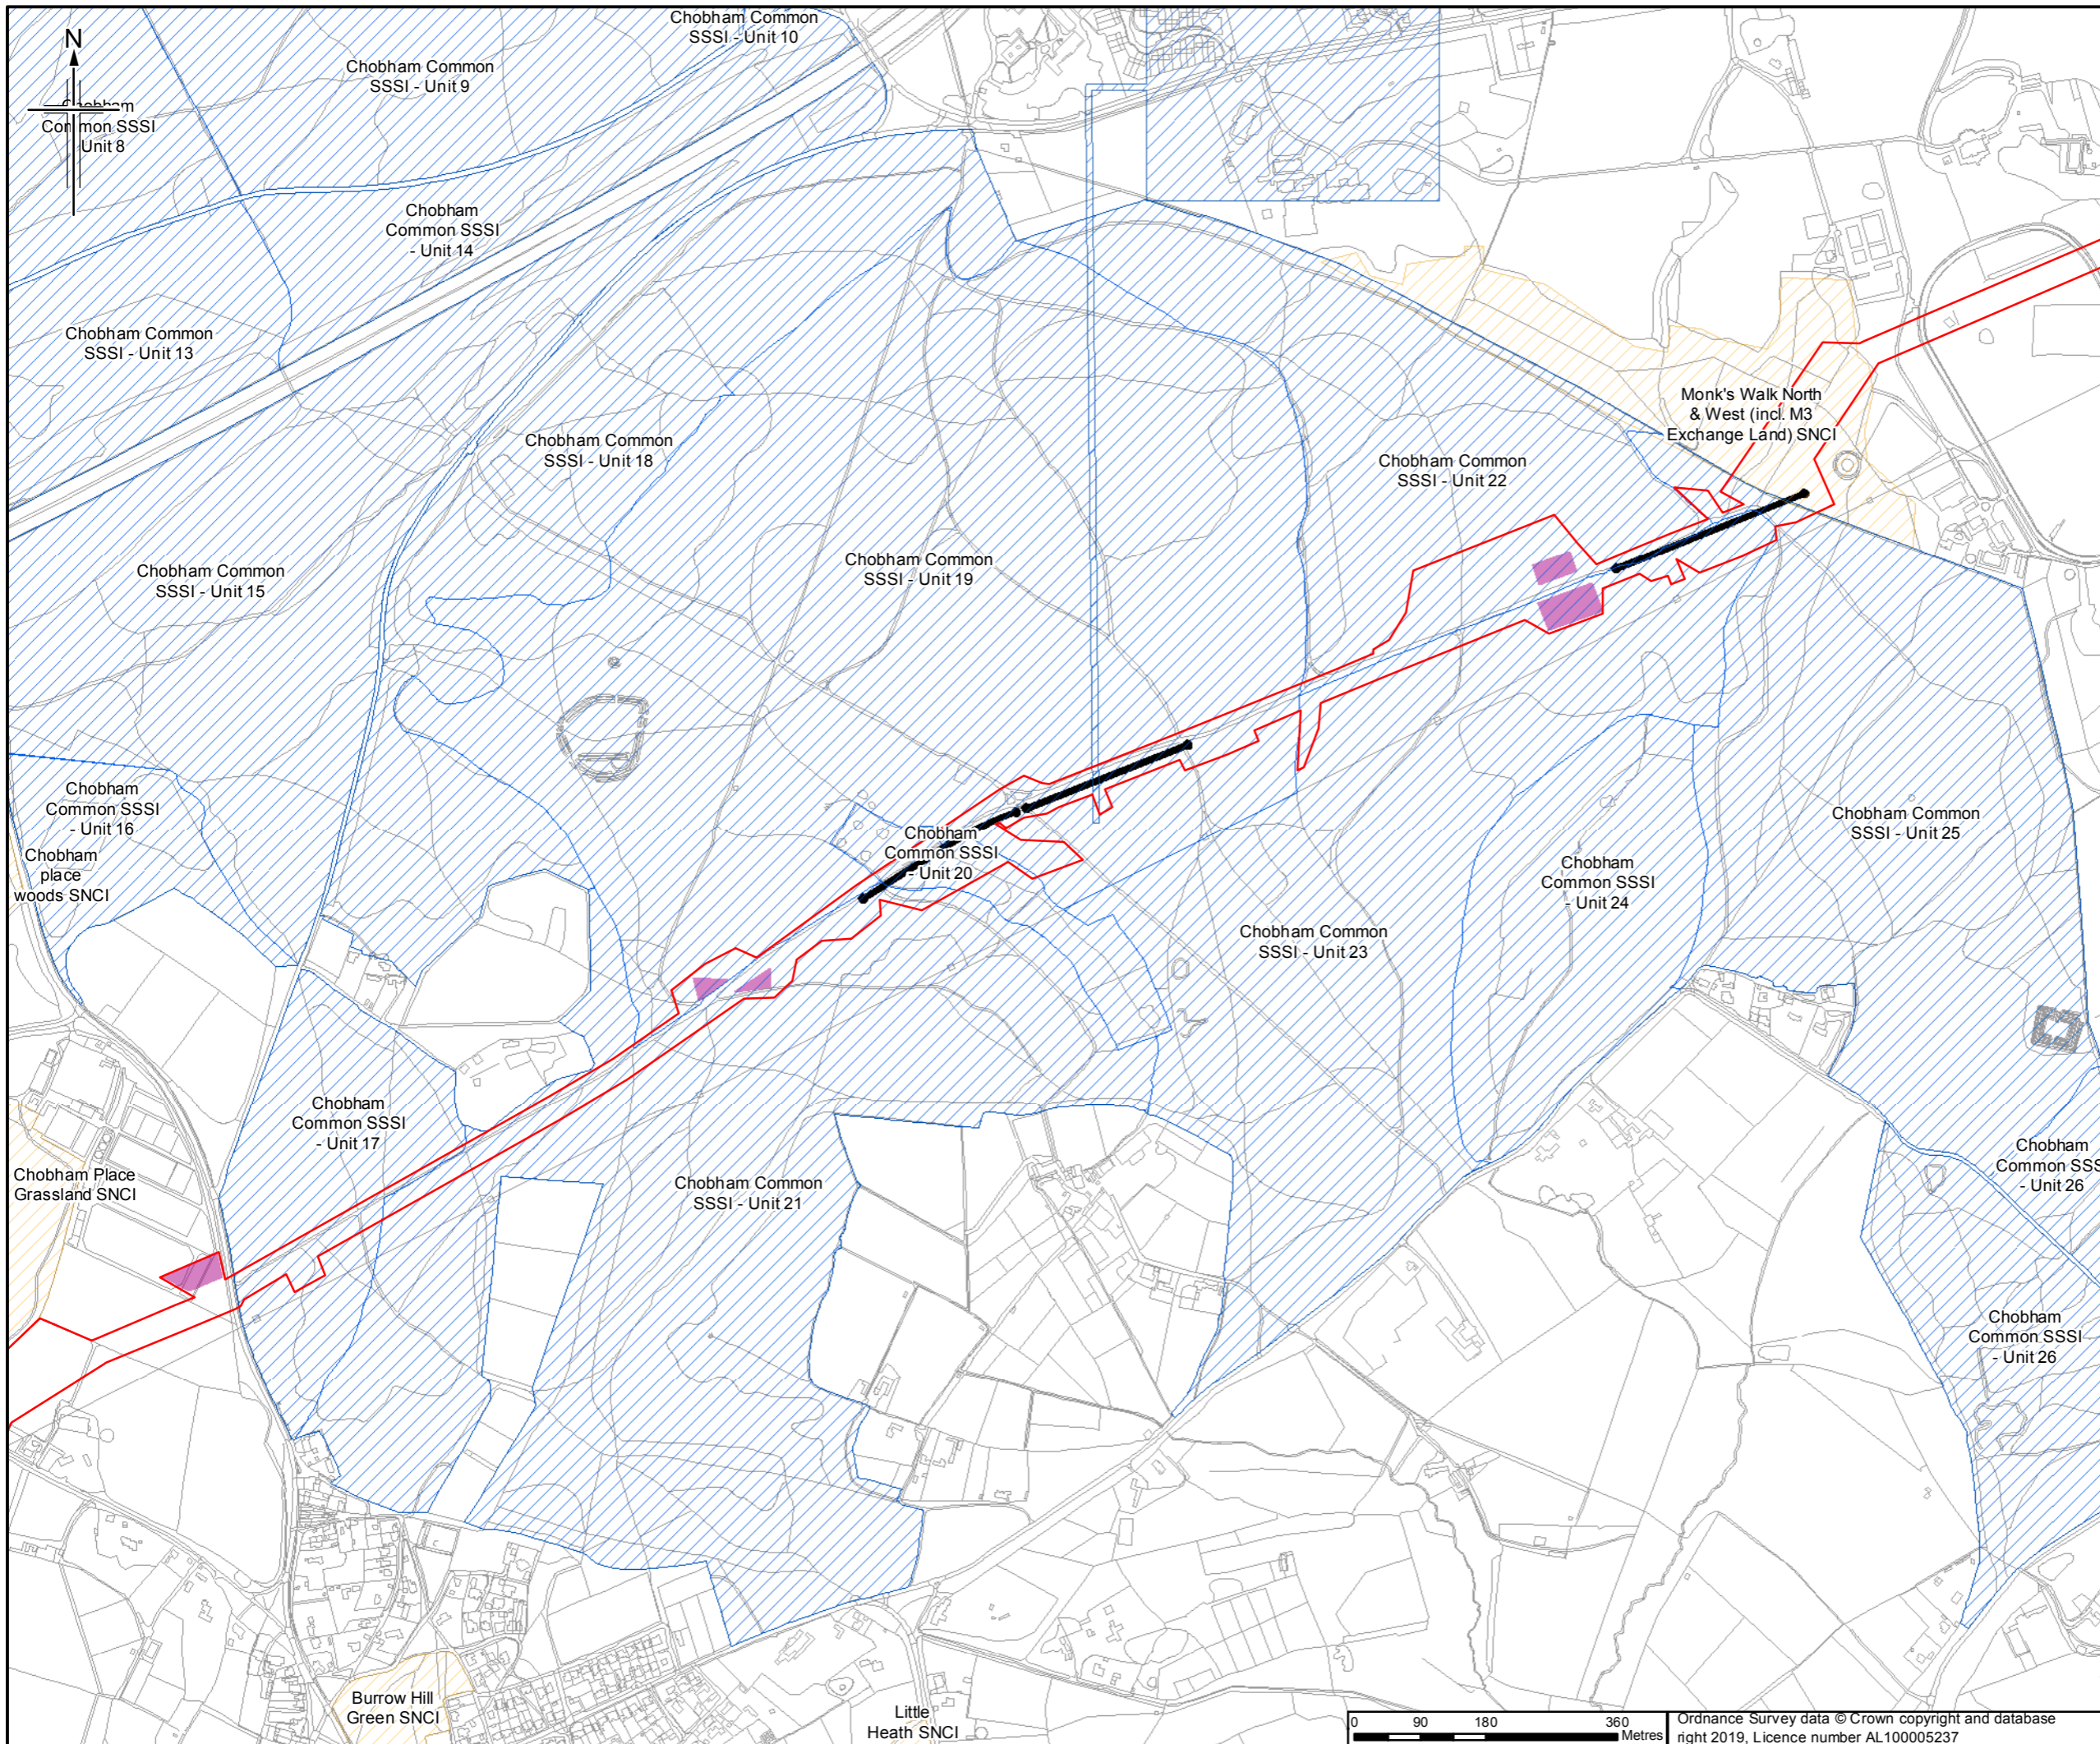 Chobham Common
SSSI - Unit 10
N
Chobham Common
SSSI - Unit 9
Chobham
Common SSSI
Unit 8
Chobham
Common SSSI
- Unit 14
Chobham Common
SSSI - Unit 13
Monk's Walk North
& West (incl. M3
Exchange Land) SNCI
Chobham Common
SSSI - Unit 18
Chobham Common
SSSI - Unit 22
Chobham Common
SSSI - Unit 19
Chobham Common
SSSI - Unit 15
Chobham
Common SSSI
- Unit 16
Chobham
place
woods SNCI
Chobham
Common SSSI
- Unit 20
Chobham Common
SSSI - Unit 25
Chobham
Common SSSI
- Unit 24
Chobham Common
SSSI - Unit 23
Chobham
Common SSSI
- Unit 17
Chobham Place
Grassland SNCI
Chobham Common
SSSI - Unit 21
Chobham
Common SSS
- Unit 26
Chobham
Common SSSI
- Unit 26
Burrow Hill
Green SNCI
Little
Heath SNCI
0 90 180 360
Metres
Ordnance Survey data © Crown copyright and database
right 2019, Licence number AL100005237